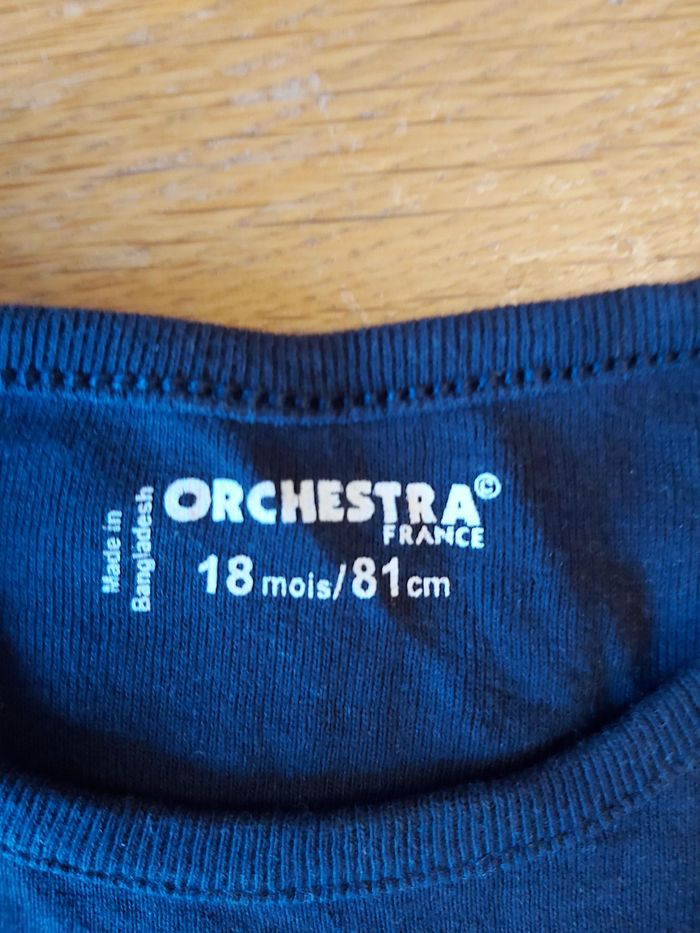 Made in
Bangladesh
ORCHESTRA©
FRANCE
18 mois/81cm